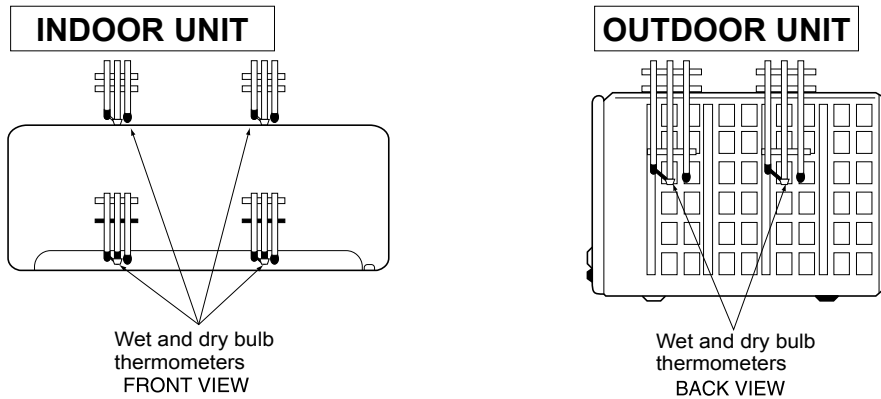 INDOOR UNIT
Wet and dry bulb
thermometers
FRONT VIEW
OUTDOOR UNIT
Wet and dry bulb
thermometers
BACK VIEW